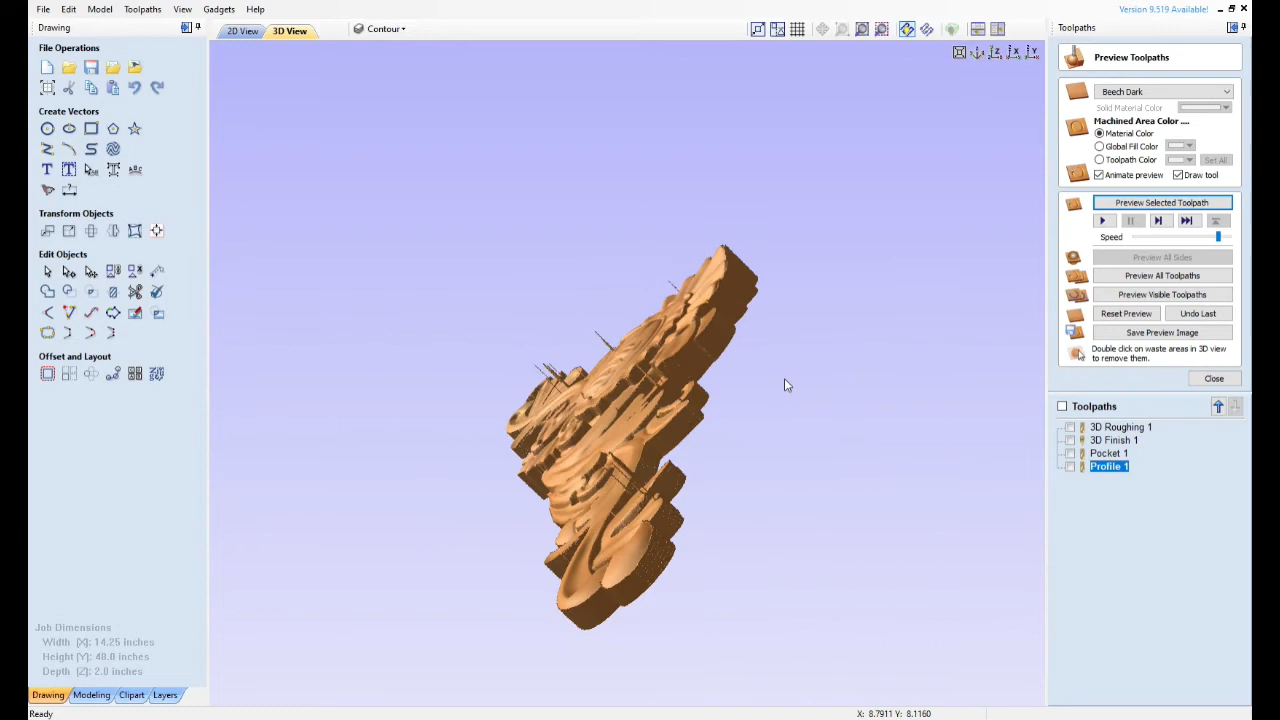 File Edit Model Toolpaths View Gadgets Help
Version 9.519 Available!
Drawing
2D View 3D View Contour
Toolpaths
File Operations
Preview Toolpaths
Beech Dark
Solid Material Color
Create Vectors
Machined Area Color ....
Material Color
Global Fill Color
Toolpath Color Set All
Animate preview Draw tool
Preview Selected Toolpath
Transform Objects
Speed
Edit Objects
Preview All Sides
Preview All Toolpaths
Preview Visible Toolpaths
Reset Preview Undo Last
Save Preview Image
Double click on waste areas in 3D view
to remove them.
Offset and Layout
Close
Toolpaths
3D Roughing 1
3D Finish 1
Pocket 1
Profile 1
Job Dimensions
Width (X): 14.25 inches
Height (Y): 48.0 inches
Depth (Z): 2.0 inches
Drawing Modeling Clipart Layers
Ready
X: 8.7911 Y: 8.1160